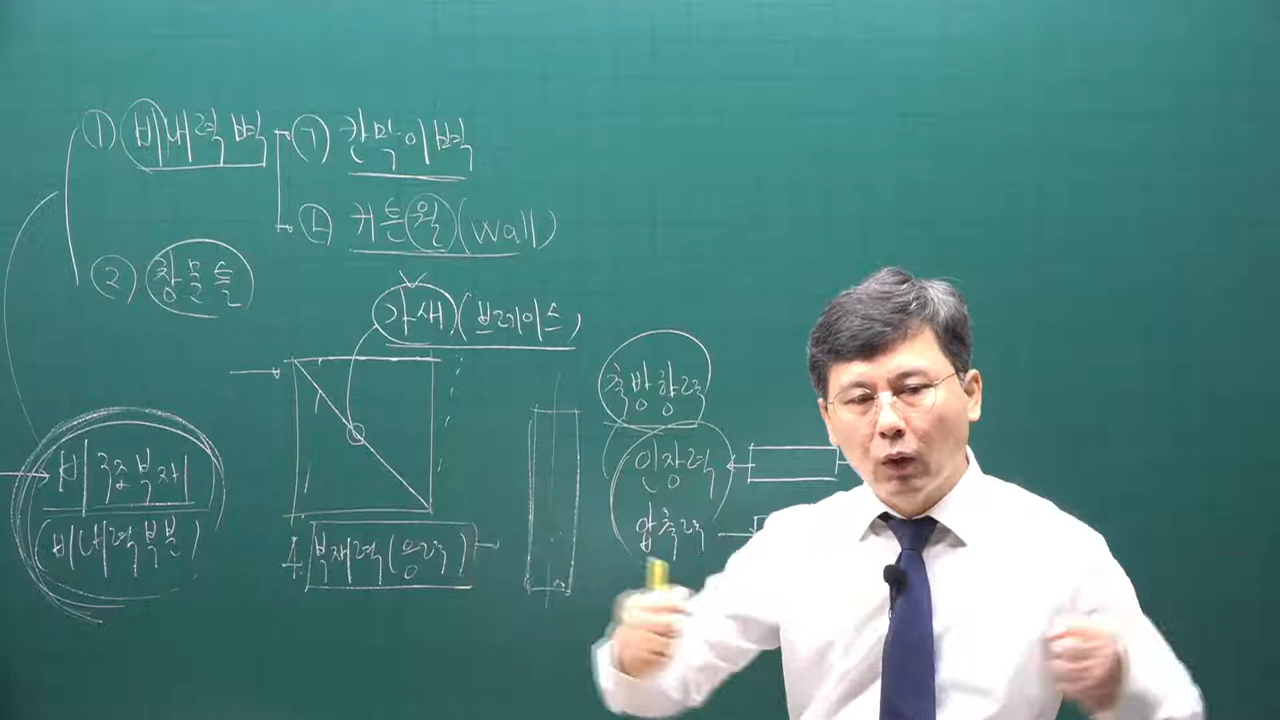 ① 비내력벽 ㉠ 칸막이벽
㉡ 커튼월(Wall)
② 창문틀
가새(브레이스)
축방향력
인장력
압축력
비구조부재
(비내력부분)
4. 부재력(응력)